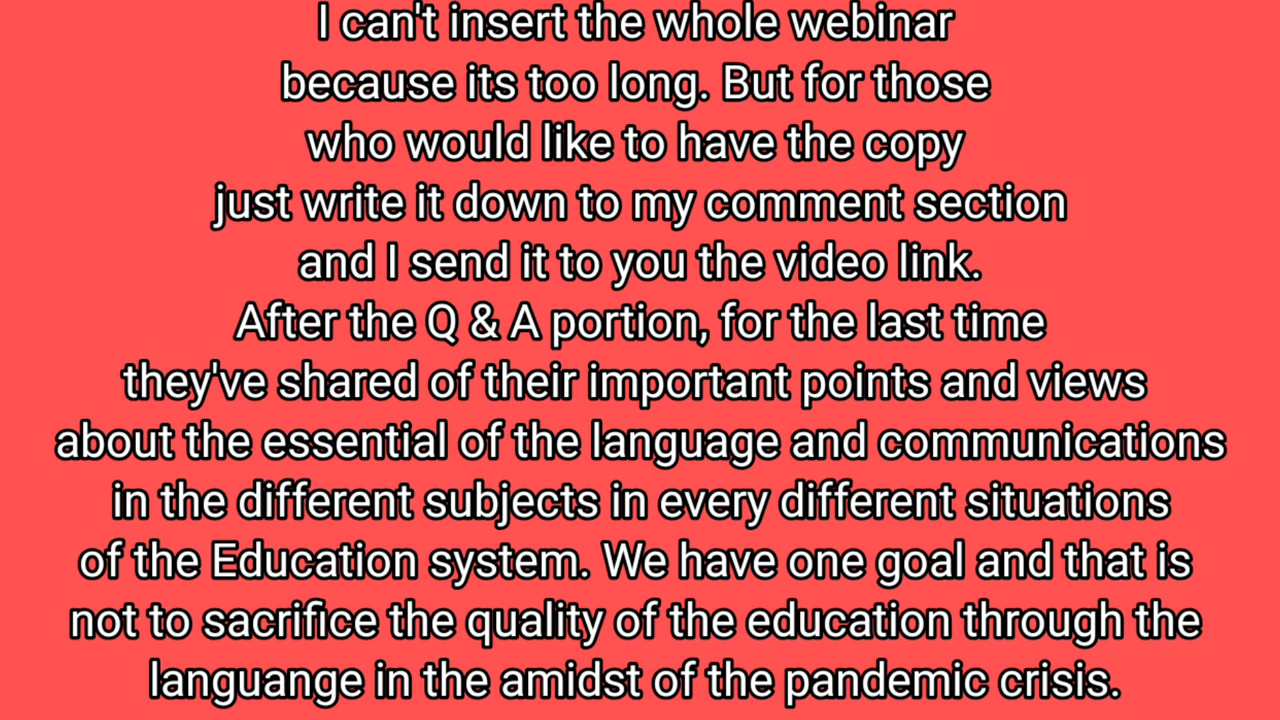 I can't insert the whole webinar
because its too long. But for those
who would like to have the copy
just write it down to my comment section
and I send it to you the video link.
After the Q & A portion, for the last time
they've shared of their important points and views
about the essential of the language and communications
in the different subjects in every different situations
of the Education system. We have one goal and that is
not to sacrifice the quality of the education through the
languange in the amidst of the pandemic crisis.